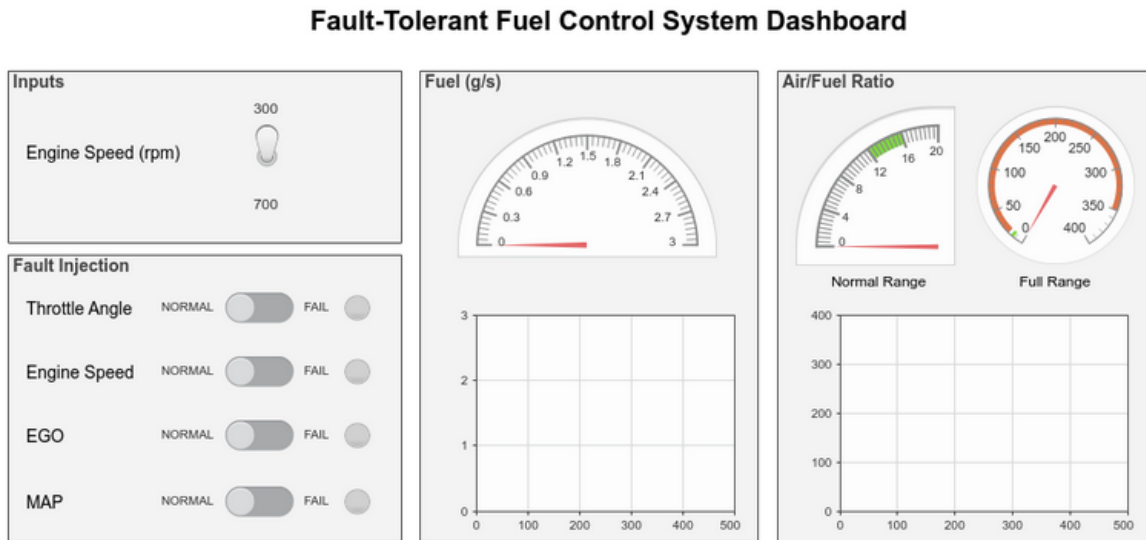 Fault-Tolerant Fuel Control System Dashboard
Inputs
300
Engine Speed (rpm)
700
Fault Injection
Throttle Angle NORMAL FAIL
Engine Speed NORMAL FAIL
EGO NORMAL FAIL
MAP NORMAL FAIL
Fuel (g/s)
0 0.3 0.6 0.9 1.2 1.5 1.8 2.1 2.4 2.7 3
3
2
1
0
0 100 200 300 400 500
Air/Fuel Ratio
0 4 8 12 16 20
Normal Range
0 50 100 150 200 250 300 350 400
Full Range
400
300
200
100
0
0 100 200 300 400 500